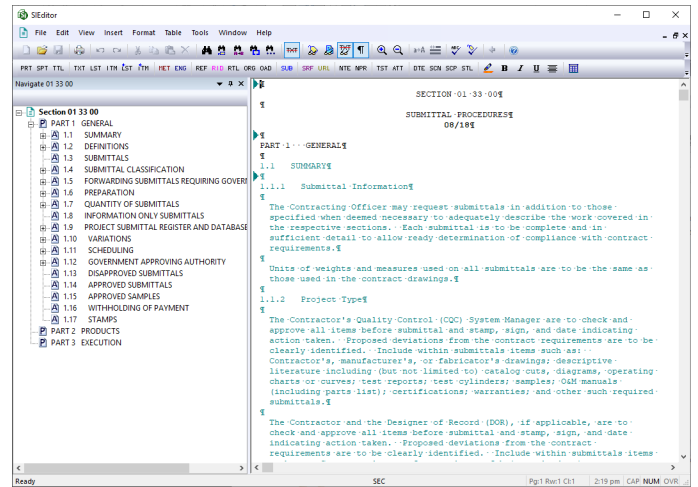 SIEditor
File Edit View Insert Format Table Tools Window Help
TXT TXT ¶
PRT SPT TTL TXT LST ITM LST ITM MET ENG REF RID RTL ORG OAD SUB SRF URL NTE NPR TST ATT DTE SCN SCP STL B I U
Navigate 01 33 00
Section 01 33 00
PART 1 GENERAL
1.1 SUMMARY
1.2 DEFINITIONS
1.3 SUBMITTALS
1.4 SUBMITTAL CLASSIFICATION
1.5 FORWARDING SUBMITTALS REQUIRING GOVERN
1.6 PREPARATION
1.7 QUANTITY OF SUBMITTALS
1.8 INFORMATION ONLY SUBMITTALS
1.9 PROJECT SUBMITTAL REGISTER AND DATABASE
1.10 VARIATIONS
1.11 SCHEDULING
1.12 GOVERNMENT APPROVING AUTHORITY
1.13 DISAPPROVED SUBMITTALS
1.14 APPROVED SUBMITTALS
1.15 APPROVED SAMPLES
1.16 WITHHOLDING OF PAYMENT
1.17 STAMPS
PART 2 PRODUCTS
PART 3 EXECUTION
¶
SECTION·01·33·00¶
¶
SUBMITTAL·PROCEDURES¶
08/18¶
¶
PART·1···GENERAL¶
¶
1.1 SUMMARY¶
¶
1.1.1 Submittal·Information¶
¶
The·Contracting·Officer·may·request·submittals·in·addition·to·those·
specified·when·deemed·necessary·to·adequately·describe·the·work·covered·in·
the·respective·sections.··Each·submittal·is·to·be·complete·and·in·
sufficient·detail·to·allow·ready·determination·of·compliance·with·contract·
requirements.¶
¶
Units·of·weights·and·measures·used·on·all·submittals·are·to·be·the·same·as·
those·used·in·the·contract·drawings.¶
¶
1.1.2 Project·Type¶
¶
The·Contractor's·Quality·Control·(CQC)·System·Manager·are·to·check·and·
approve·all·items·before·submittal·and·stamp,·sign,·and·date·indicating·
action·taken.··Proposed·deviations·from·the·contract·requirements·are·to·be·
clearly·identified.··Include·within·submittals·items·such·as:··
Contractor's,·manufacturer's,·or·fabricator's·drawings;·descriptive·
literature·including·(but·not·limited·to)·catalog·cuts,·diagrams,·operating·
charts·or·curves;·test·reports;·test·cylinders;·samples;·O&M·manuals·
(including·parts·list);·certifications;·warranties;·and·other·such·required·
submittals.¶
¶
The·Contractor·and·the·Designer·of·Record·(DOR),·if·applicable,·are·to·
check·and·approve·all·items·before·submittal·and·stamp,·sign,·and·date·
indicating·action·taken.··Proposed·deviations·from·the·contract·
requirements·are·to·be·clearly·identified.··Include·within·submittals·items·
Ready SEC Pg:1 Rw:1 Cl:1 2:19 pm CAP NUM OVR